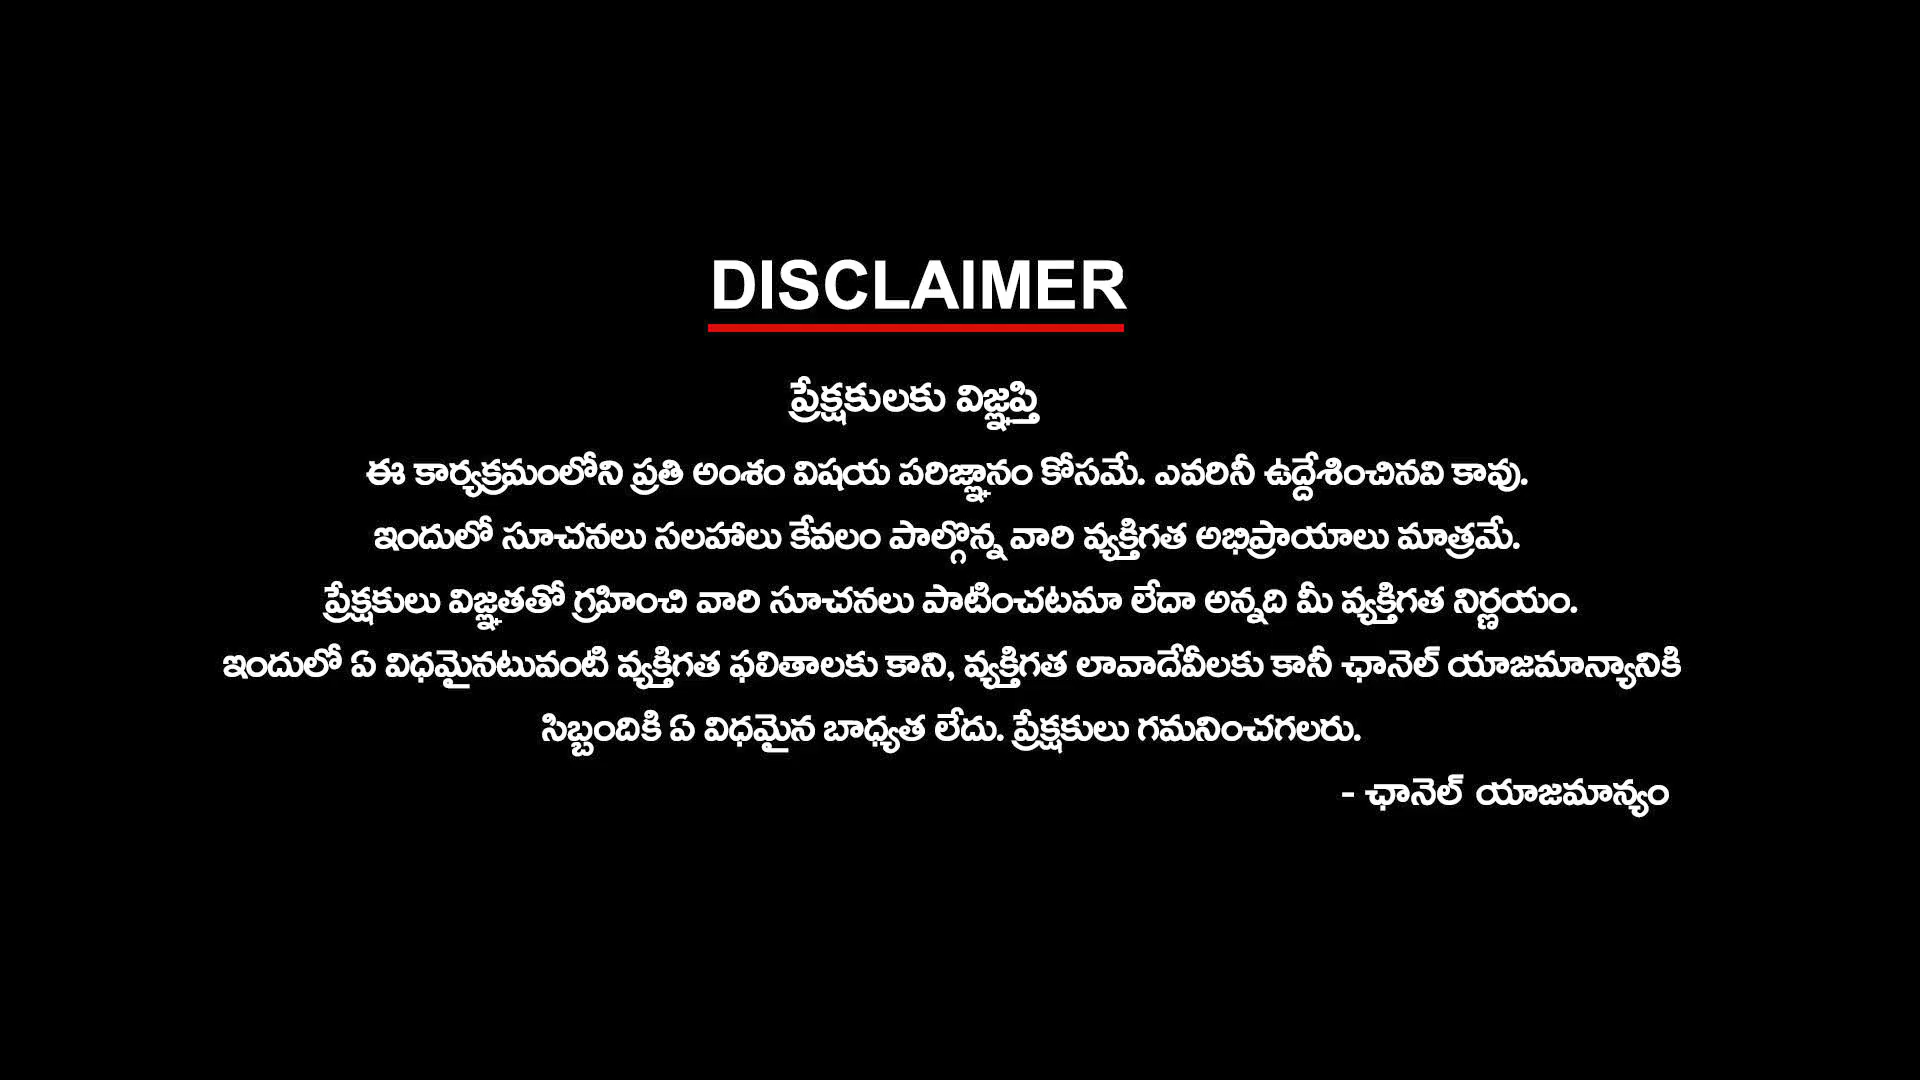 DISCLAIMER
ప్రేక్షకులకు విజ్ఞప్తి
ఈ కార్యక్రమంలోని ప్రతి అంశం విషయ పరిజ్ఞానం కోసమే. ఎవరినీ ఉద్దేశించినవి కావు.
ఇందులో సూచనలు సలహాలు కేవలం పాల్గొన్న వారి వ్యక్తిగత అభిప్రాయాలు మాత్రమే.
ప్రేక్షకులు విజ్ఞతతో గ్రహించి వారి సూచనలు పాటించటమా లేదా అన్నది మీ వ్యక్తిగత నిర్ణయం.
ఇందులో ఏ విధమైనటువంటి వ్యక్తిగత ఫలితాలకు కాని, వ్యక్తిగత లావాదేవీలకు కానీ ఛానెల్ యాజమాన్యానికి
సిబ్బందికి ఏ విధమైన బాధ్యత లేదు. ప్రేక్షకులు గమనించగలరు.
- ఛానెల్ యాజమాన్యం